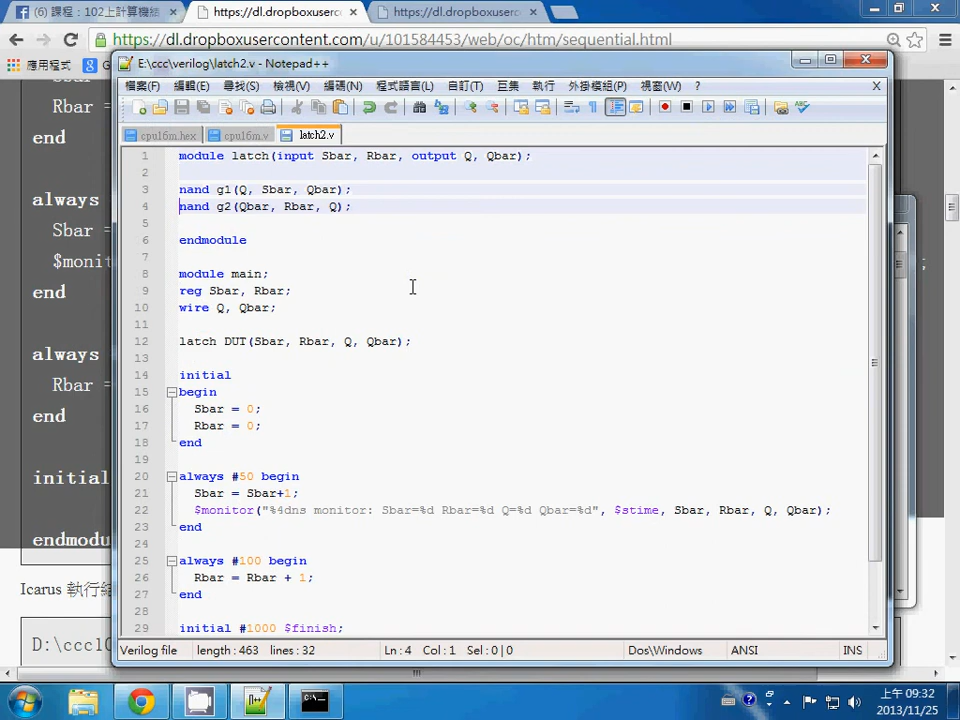 (6) 課程：102上計算機結
https://dl.dropboxuserco
https://dl.dropboxuserco
https://dl.dropboxusercontent.com/u/101584453/web/oc/htm/sequential.html
應用程式
E:\ccc\verilog\latch2.v - Notepad++
檔案(F) 編輯(E) 尋找(S) 檢視(V) 編碼(N) 程式語言(L) 自訂(T) 巨集 執行 外掛模組(P) 視窗(W) ? X
cpu16m.hex cpu16m.v latch2.v
1 module latch(input Sbar, Rbar, output Q, Qbar);
2
3 nand g1(Q, Sbar, Qbar);
4 nand g2(Qbar, Rbar, Q);
5
6 endmodule
7
8 module main;
9 reg Sbar, Rbar;
10 wire Q, Qbar;
11
12 latch DUT(Sbar, Rbar, Q, Qbar);
13
14 initial
15 begin
16 Sbar = 0;
17 Rbar = 0;
18 end
19
20 always #50 begin
21 Sbar = Sbar+1;
22 $monitor("%4dns monitor: Sbar=%d Rbar=%d Q=%d Qbar=%d", $stime, Sbar, Rbar, Q, Qbar);
23 end
24
25 always #100 begin
26 Rbar = Rbar + 1;
27 end
28
29 initial #1000 $finish;
Verilog file length : 463 lines : 32 Ln : 4 Col : 1 Sel : 0 | 0 Dos\Windows ANSI INS
Rbar =
end
always
Sbar =
$monit
end
always
Rbar =
end
initial
endmodu
Icarus 執行結
D:\ccc10
上午 09:32
2013/11/25